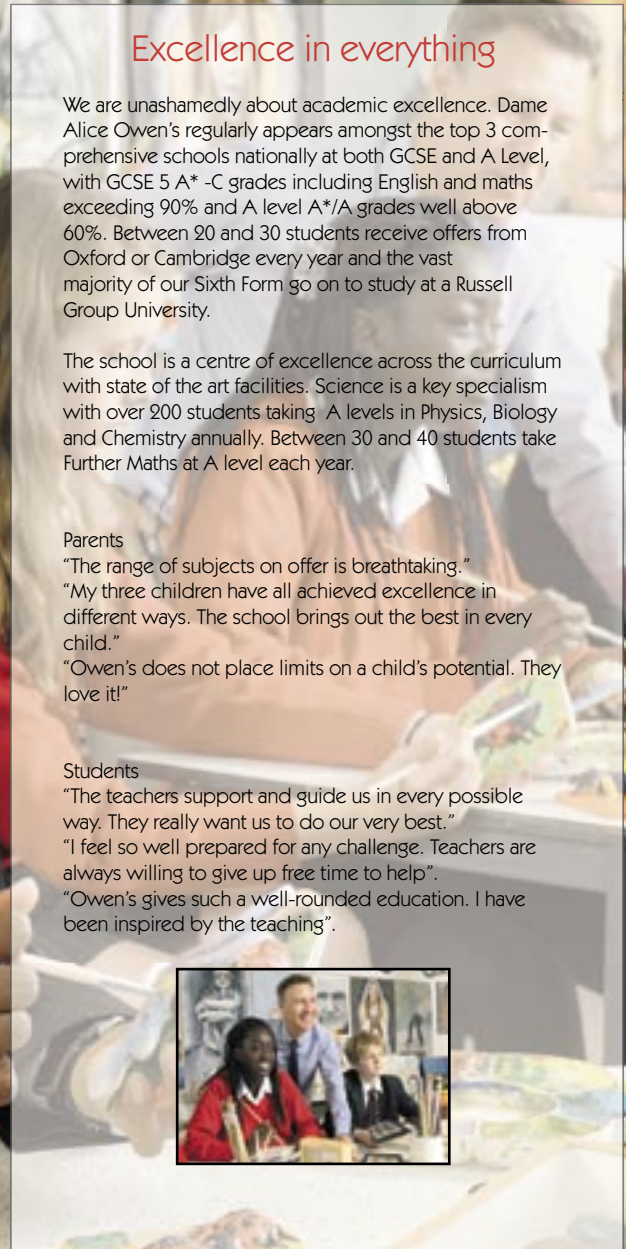 Excellence in everything
We are unashamedly about academic excellence. Dame
Alice Owen's regularly appears amongst the top 3 com-
prehensive schools nationally at both GCSE and A Level,
with GCSE 5 A* -C grades including English and maths
exceeding 90% and A level A*/A grades well above
60%. Between 20 and 30 students receive offers from
Oxford or Cambridge every year and the vast
majority of our Sixth Form go on to study at a Russell
Group University.
The school is a centre of excellence across the curriculum
with state of the art facilities. Science is a key specialism
with over 200 students taking  A levels in Physics, Biology
and Chemistry annually. Between 30 and 40 students take
Further Maths at A level each year.
Parents
“The range of subjects on offer is breathtaking.”
“My three children have all achieved excellence in
different ways. The school brings out the best in every
child.”
“Owen's does not place limits on a child's potential. They
love it!”
Students
“The teachers support and guide us in every possible
way. They really want us to do our very best.”
“I feel so well prepared for any challenge. Teachers are
always willing to give up free time to help”.
“Owen's gives such a well-rounded education. I have
been inspired by the teaching”.